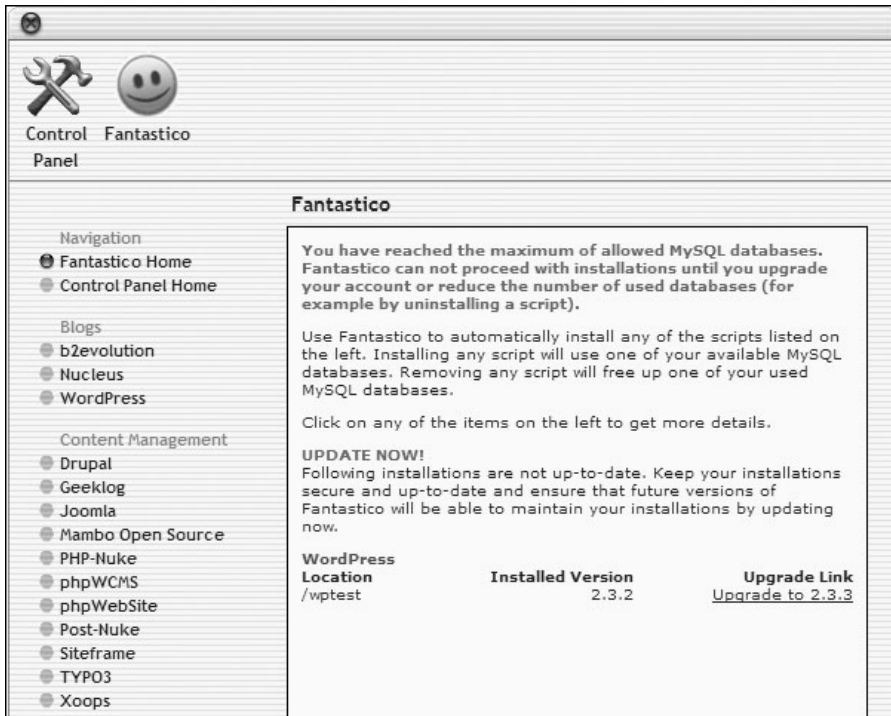 Control Fantastico
Panel
Navigation
Fantastico Home
Control Panel Home
Blogs
b2evolution
Nucleus
WordPress
Content Management
Drupal
Geeklog
Joomla
Mambo Open Source
PHP-Nuke
phpWCMS
phpWebSite
Post-Nuke
Siteframe
TYPO3
Xoops
Fantastico
You have reached the maximum of allowed MySQL databases.
Fantastico can not proceed with installations until you upgrade
your account or reduce the number of used databases (for
example by uninstalling a script).
Use Fantastico to automatically install any of the scripts listed on
the left. Installing any script will use one of your available MySQL
databases. Removing any script will free up one of your used
MySQL databases.
Click on any of the items on the left to get more details.
UPDATE NOW!
Following installations are not up-to-date. Keep your installations
secure and up-to-date and ensure that future versions of
Fantastico will be able to maintain your installations by updating
now.
WordPress
Location Installed Version Upgrade Link
/wptest 2.3.2 Upgrade to 2.3.3